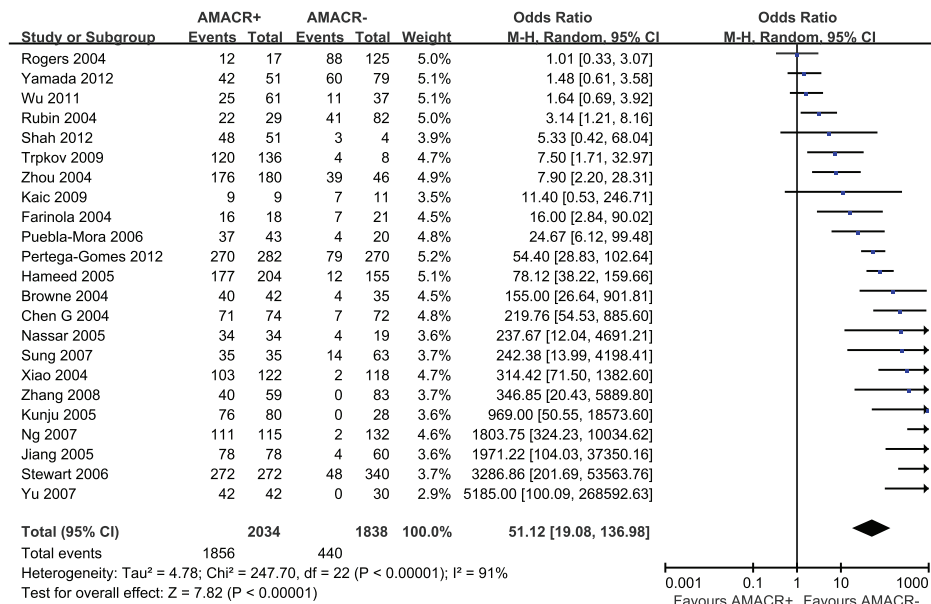 AMACR+ AMACR- Odds Ratio Odds Ratio
Study or Subgroup Events Total Events Total Weight M-H, Random, 95% CI M-H, Random, 95% CI
Rogers 2004 12 17 88 125 5.0% 1.01 [0.33, 3.07]
Yamada 2012 42 51 60 79 5.1% 1.48 [0.61, 3.58]
Wu 2011 25 61 11 37 5.1% 1.64 [0.69, 3.92]
Rubin 2004 22 29 41 82 5.0% 3.14 [1.21, 8.16]
Shah 2012 48 51 3 4 3.9% 5.33 [0.42, 68.04]
Trpkov 2009 120 136 4 8 4.7% 7.50 [1.71, 32.97]
Zhou 2004 176 180 39 46 4.8% 7.90 [2.20, 28.31]
Kaic 2009 9 9 7 11 3.4% 11.40 [0.53, 246.71]
Farinola 2004 16 18 7 21 4.6% 16.00 [2.84, 90.02]
Puebla-Mora 2006 37 43 4 20 4.8% 24.67 [6.12, 99.48]
Pertega-Gomes 2012 270 282 79 270 5.2% 54.40 [28.83, 102.64]
Hameed 2005 177 204 12 155 5.1% 78.12 [38.22, 159.66]
Browne 2004 40 42 4 35 4.5% 155.00 [26.64, 901.81]
Chen G 2004 71 74 7 72 4.8% 219.76 [54.53, 885.60]
Nassar 2005 34 34 4 19 3.5% 237.67 [12.04, 4691.21]
Sung 2007 35 35 14 63 3.7% 242.38 [13.99, 4198.41]
Xiao 2004 103 122 2 118 4.7% 314.42 [71.50, 1382.60]
Zhang 2008 40 59 0 83 3.7% 346.85 [20.43, 5889.80]
Kunju 2005 76 80 0 28 3.6% 969.00 [50.55, 18573.60]
Ng 2007 111 115 2 132 4.6% 1803.75 [324.23, 10034.62]
Jiang 2005 78 78 4 60 3.6% 1971.22 [104.03, 37350.16]
Stewart 2006 272 272 48 340 3.7% 3286.86 [201.69, 53563.76]
Yu 2007 42 42 0 30 2.9% 5185.00 [100.09, 268592.63]
Total (95% CI) 2034 1838 100.0% 51.12 [19.08, 136.98]
Total events 1856 440
Heterogeneity: Tau² = 4.78; Chi² = 247.70, df = 22 (P < 0.00001); I² = 91%
Test for overall effect: Z = 7.82 (P < 0.00001)
0.001 0.1 1 10 1000
Favours AMACR+ Favours AMACR-